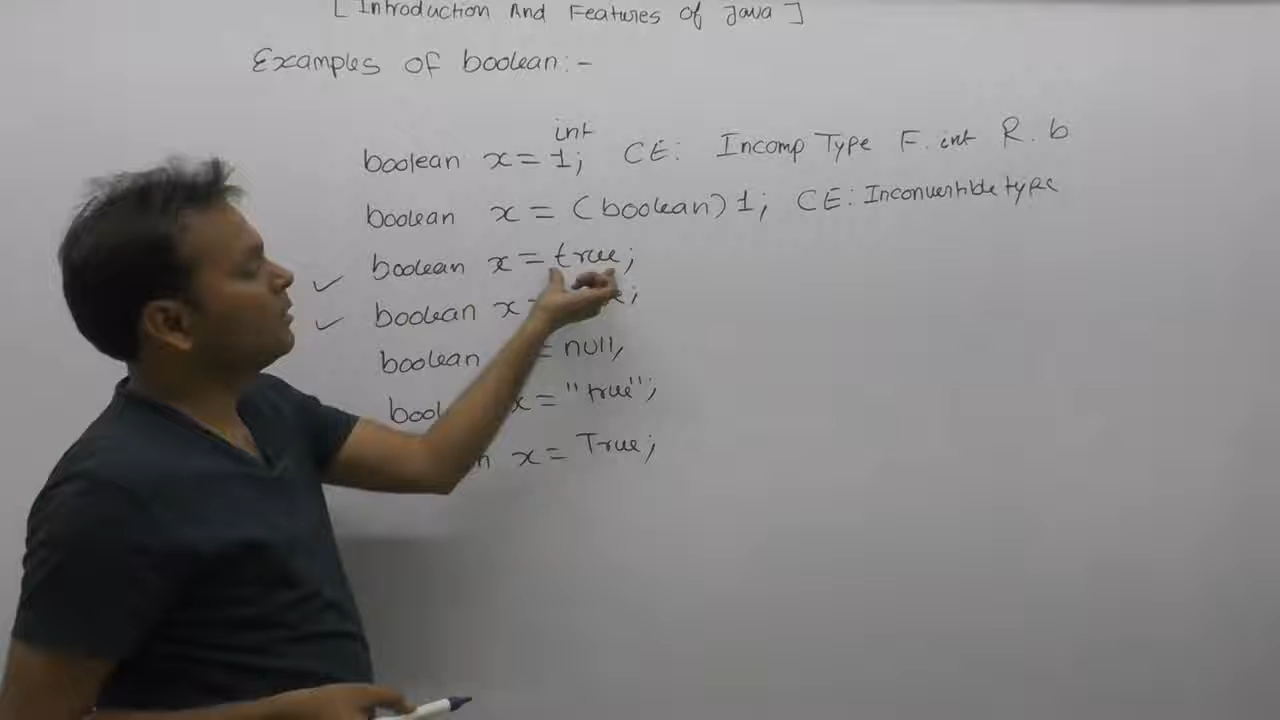 [ Introduction And Features Of Java ]
Examples of boolean :-
int
boolean x = 1; CE: Incomp Type F. int R. b
boolean x = (boolean) 1; CE: Inconvertible type
✓ boolean x = true;
✓ boolean x = ;
boolean = null,
x = "true";
x = True;